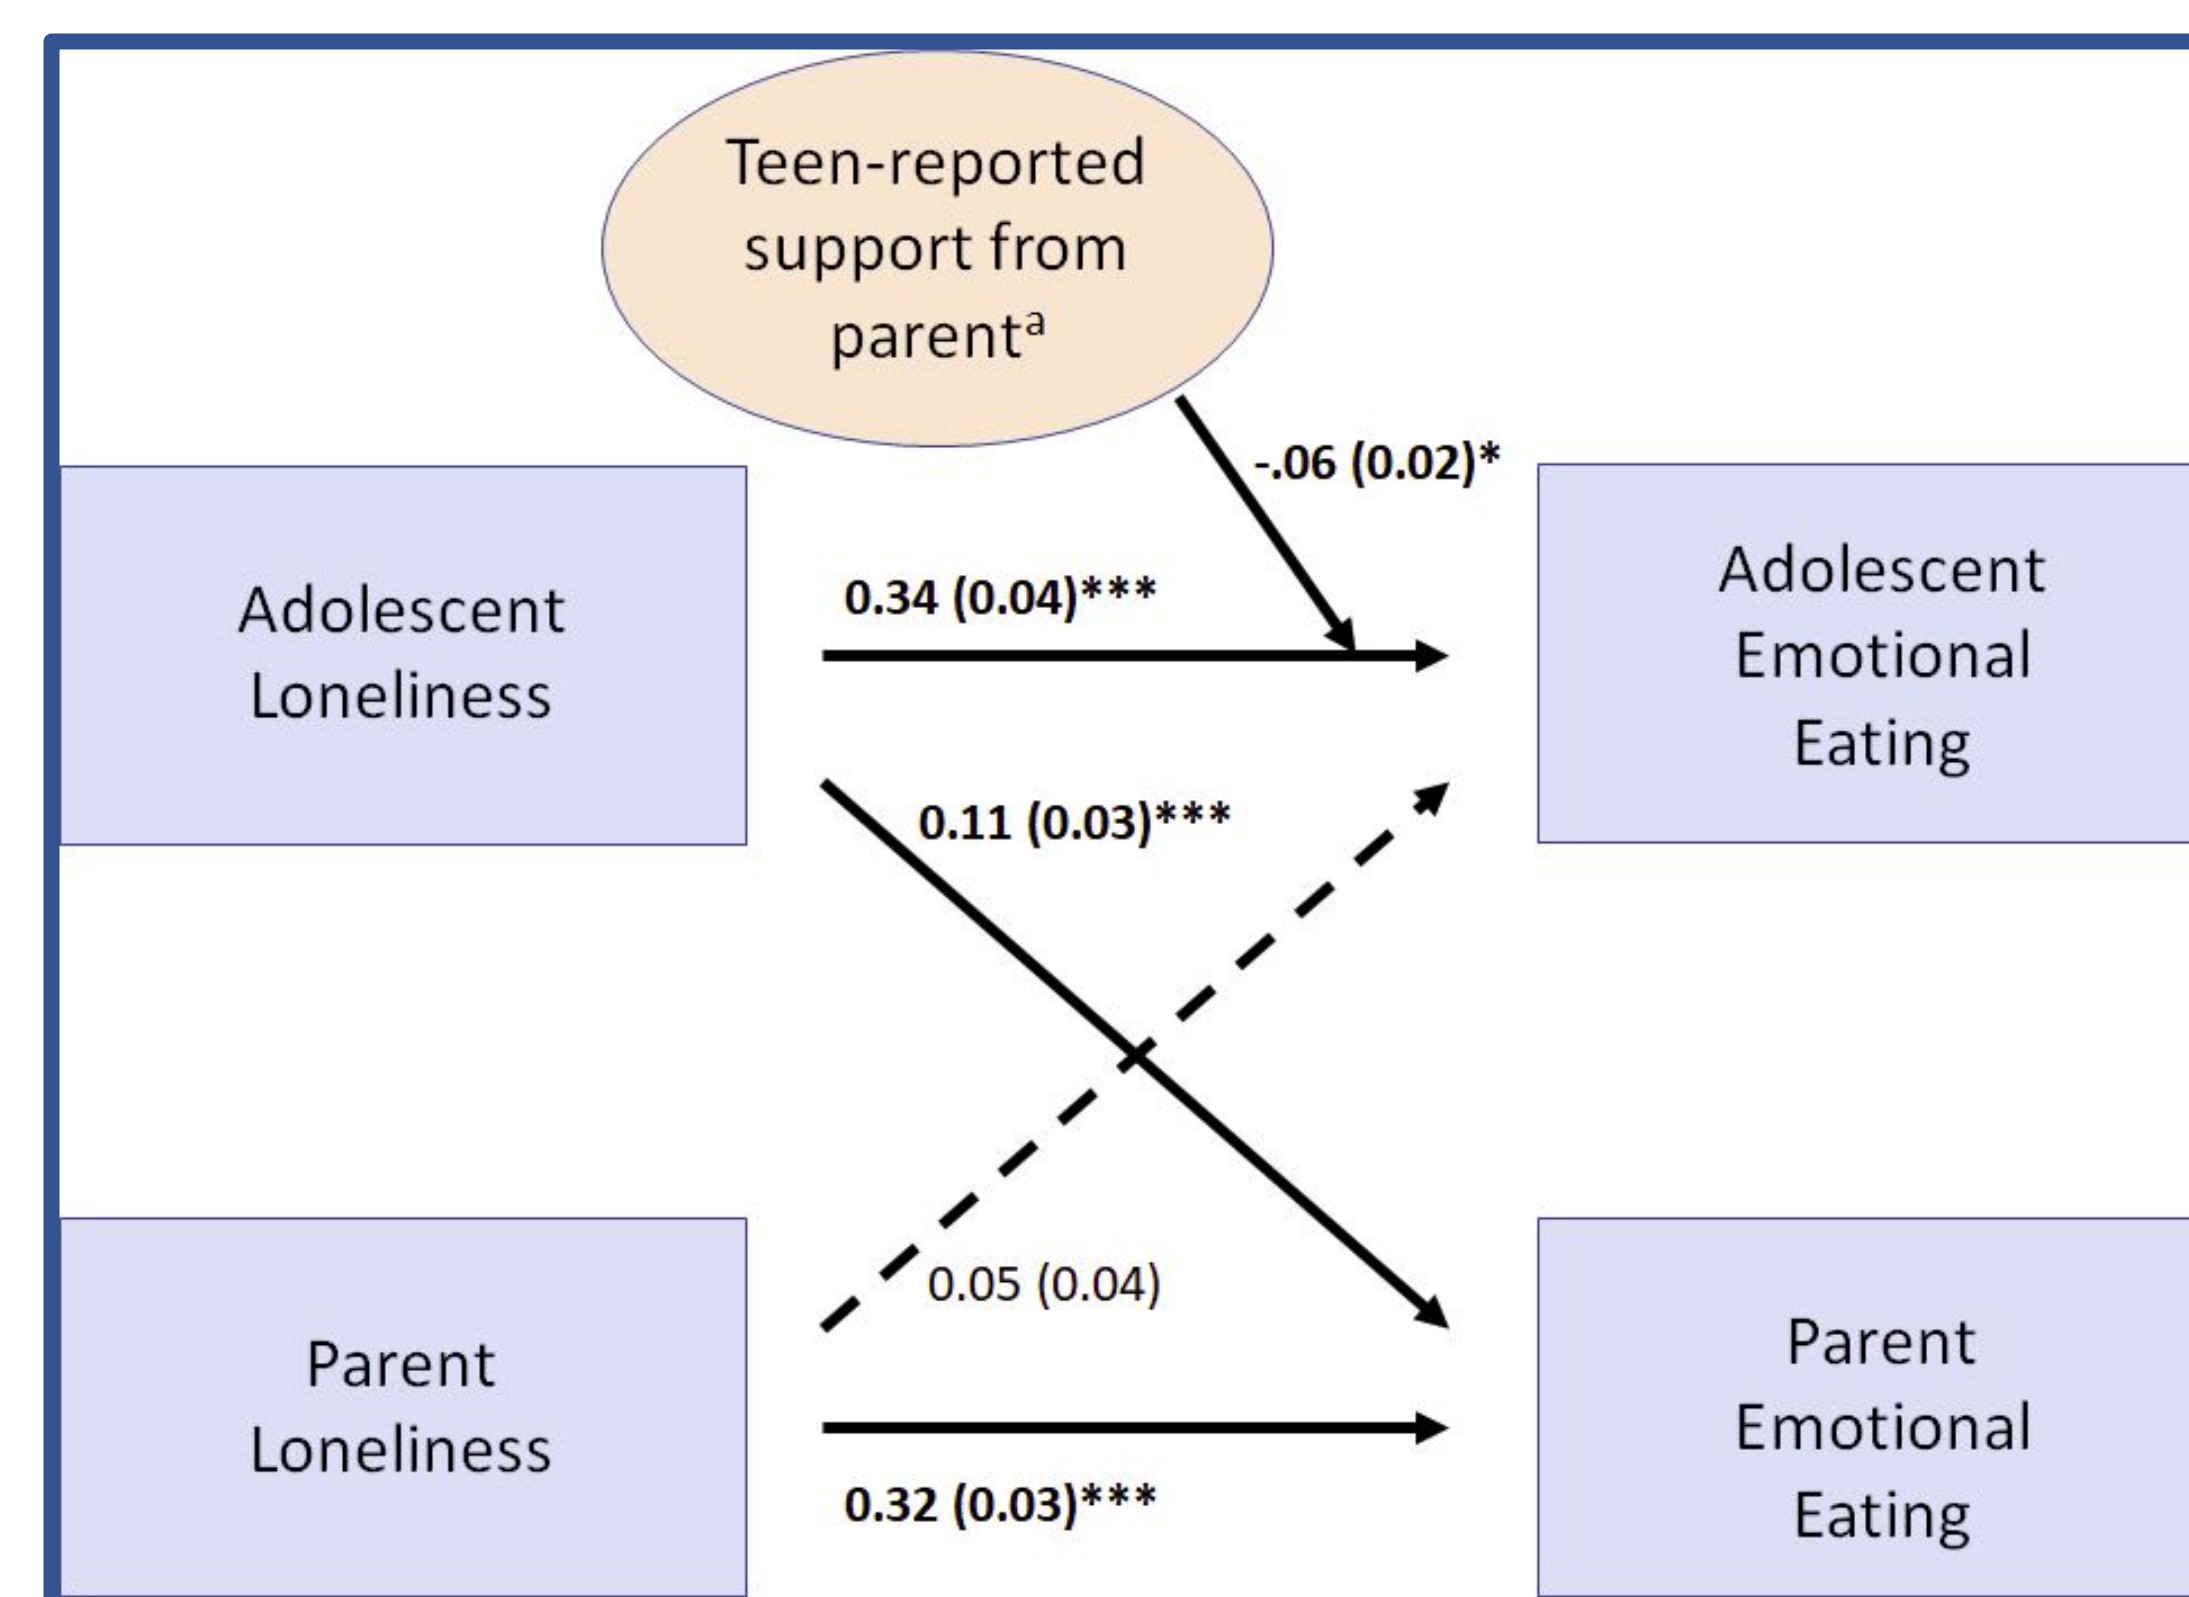 Teen-reported
support from
parentᵃ
-.06 (0.02)*
Adolescent
Loneliness
0.34 (0.04)***
Adolescent
Emotional
Eating
0.11 (0.03)***
0.05 (0.04)
Parent
Loneliness
0.32 (0.03)***
Parent
Emotional
Eating